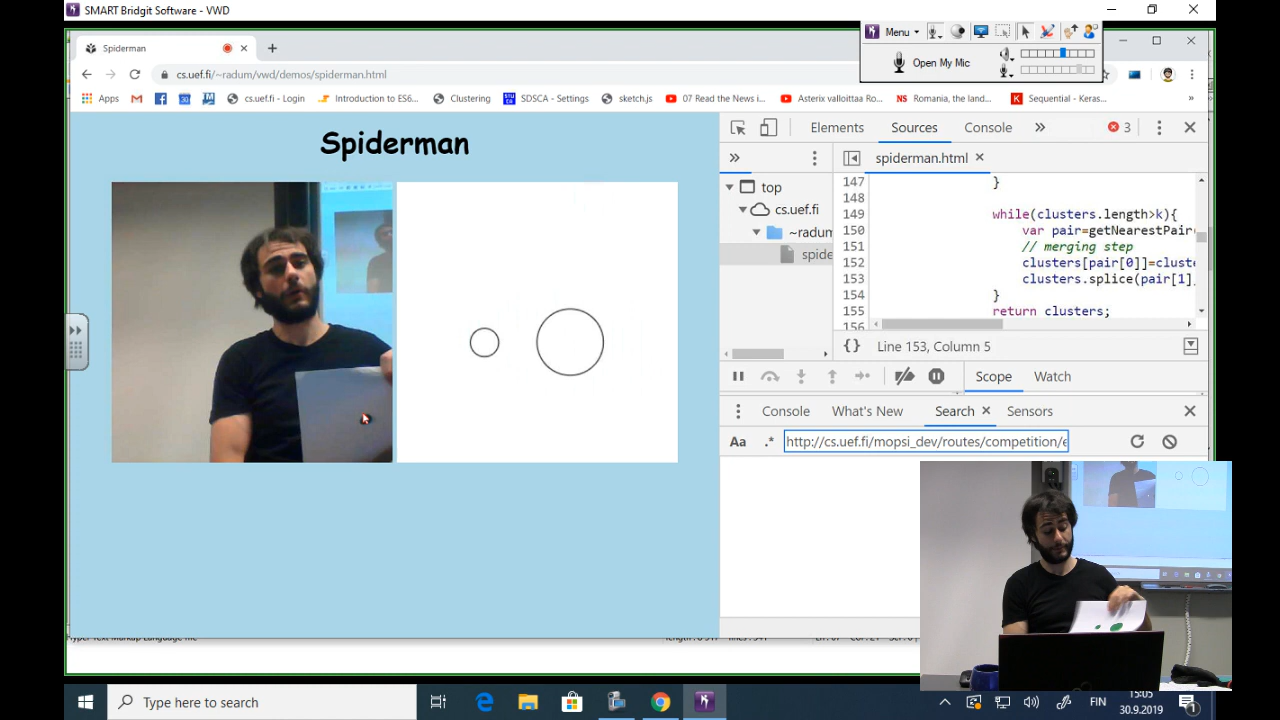 SMART Bridgit Software - VWD
Menu
Open My Mic
Spiderman
cs.uef.fi/~radum/vwd/demos/spiderman.html
Apps
cs.uef.fi - Login
Introduction to ES6...
Clustering
SDSCA - Settings
sketch.js
07 Read the News i...
Asterix valloittaa Ro...
NS Romania, the land...
K Sequential - Keras...
Spiderman
Elements Sources Console 3
spiderman.html
top
cs.uef.fi
~radum
spide
147 }
148
149 while(clusters.length>k){
150 var pair=getNearestPair
151 // merging step
152 clusters[pair[0]]=cluste
153 clusters.splice(pair[1]
154 }
155 return clusters;
156
{} Line 153, Column 5
Scope Watch
Console What's New Search Sensors
Aa .* http://cs.uef.fi/mopsi_dev/routes/competition/e
Type here to search
FIN
15:05
30.9.2019
1